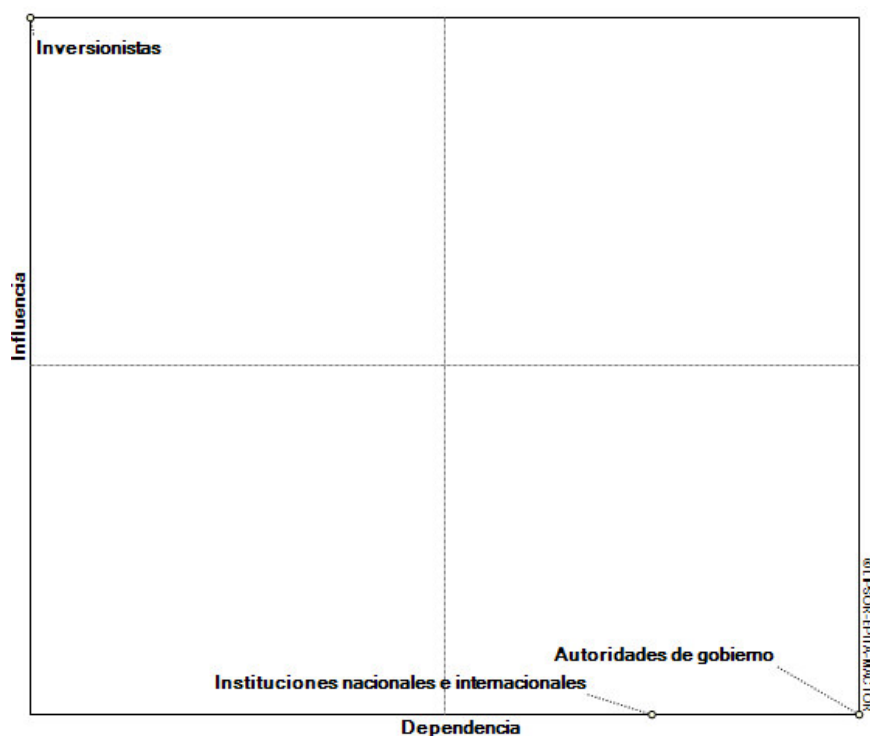 Inversionistas
Influencia
Autoridades de gobierno
Instituciones nacionales e internacionales
Dependencia